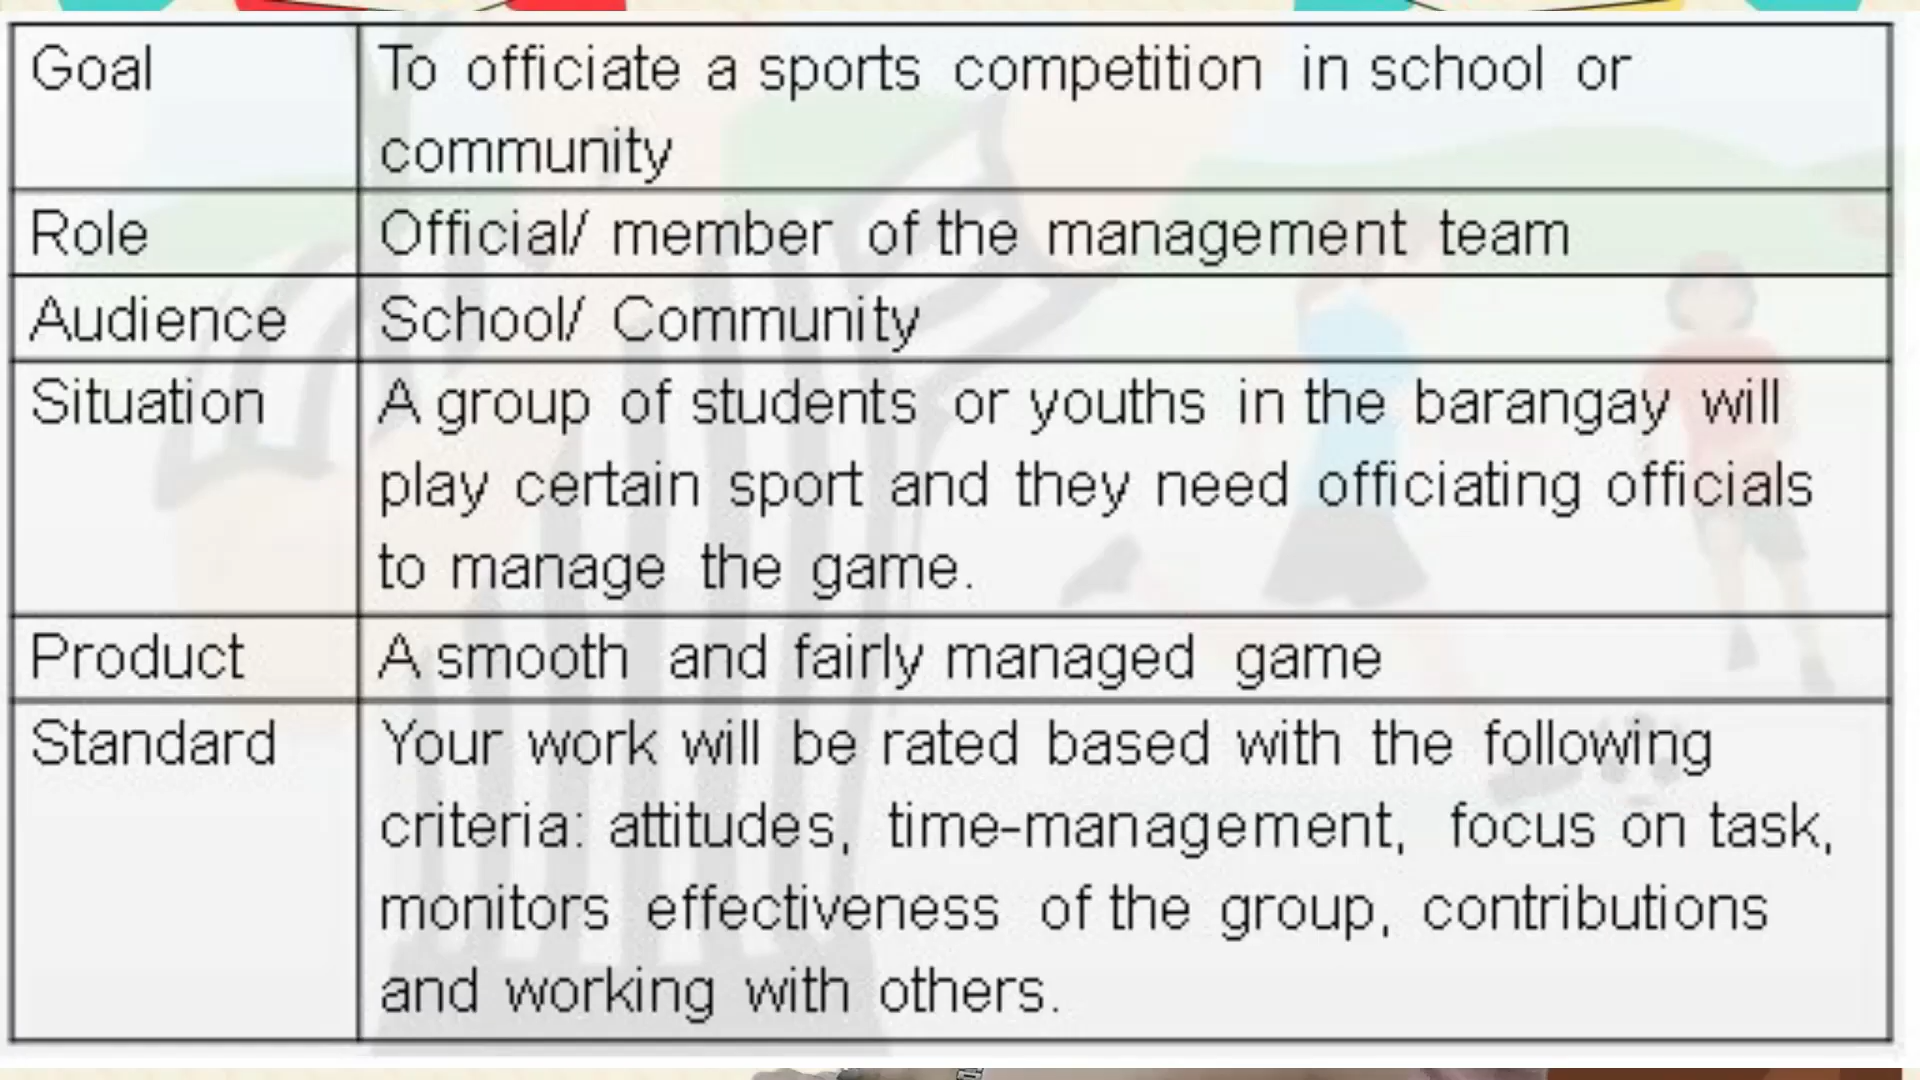 Goal
To officiate a sports competition in school or
community
Role
Official/ member of the management team
Audience
School/ Community
Situation
A group of students or youths in the barangay will
play certain sport and they need officiating officials
to manage the game.
Product
A smooth and fairly managed game
Standard
Your work will be rated based with the following
criteria: attitudes, time-management, focus on task,
monitors effectiveness of the group, contributions
and working with others.